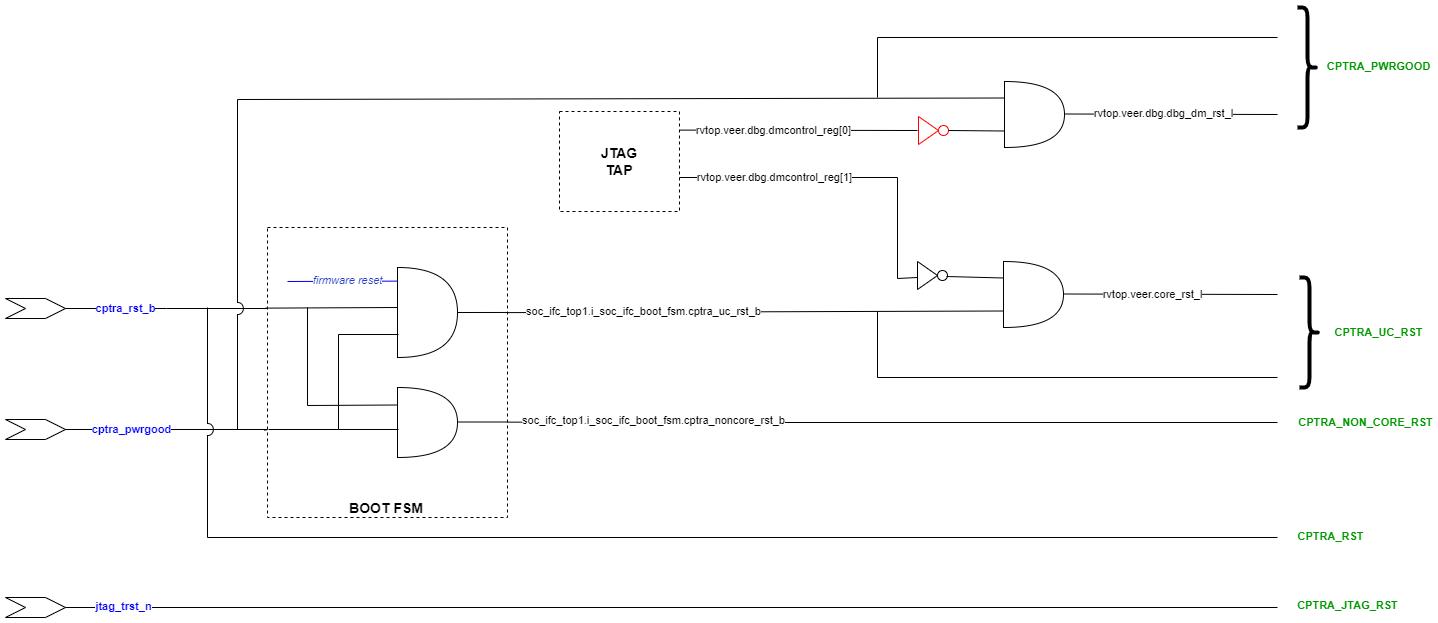 CPTRA_PWRGOOD
rvtop.veer.dbg.dbg_dm_rst_l
rvtop.veer.dbg.dmcontrol_reg[0]
JTAG
TAP
rvtop.veer.dbg.dmcontrol_reg[1]
firmware reset
rvtop.veer.core_rst_l
cptra_rst_b
soc_ifc_top1.i_soc_ifc_boot_fsm.cptra_uc_rst_b
CPTRA_UC_RST
cptra_pwrgood
soc_ifc_top1.i_soc_ifc_boot_fsm.cptra_noncore_rst_b
CPTRA_NON_CORE_RST
BOOT FSM
CPTRA_RST
jtag_trst_n
CPTRA_JTAG_RST